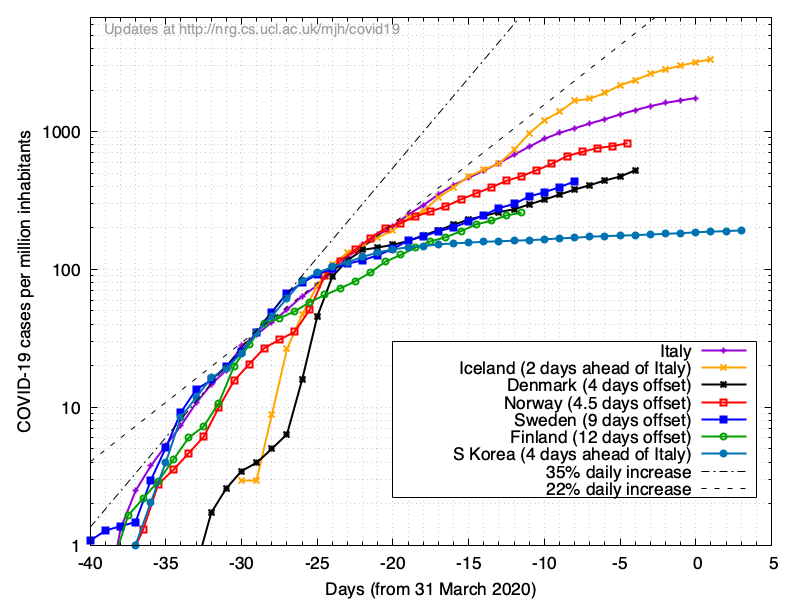 Updates at http://nrg.cs.ucl.ac.uk/mjh/covid19
COVID-19 cases per million inhabitants
1000
100
10
1
Italy
Iceland (2 days ahead of Italy)
Denmark (4 days offset)
Norway (4.5 days offset)
Sweden (9 days offset)
Finland (12 days offset)
S Korea (4 days ahead of Italy)
35% daily increase
22% daily increase
-40 -35 -30 -25 -20 -15 -10 -5 0 5
Days (from 31 March 2020)